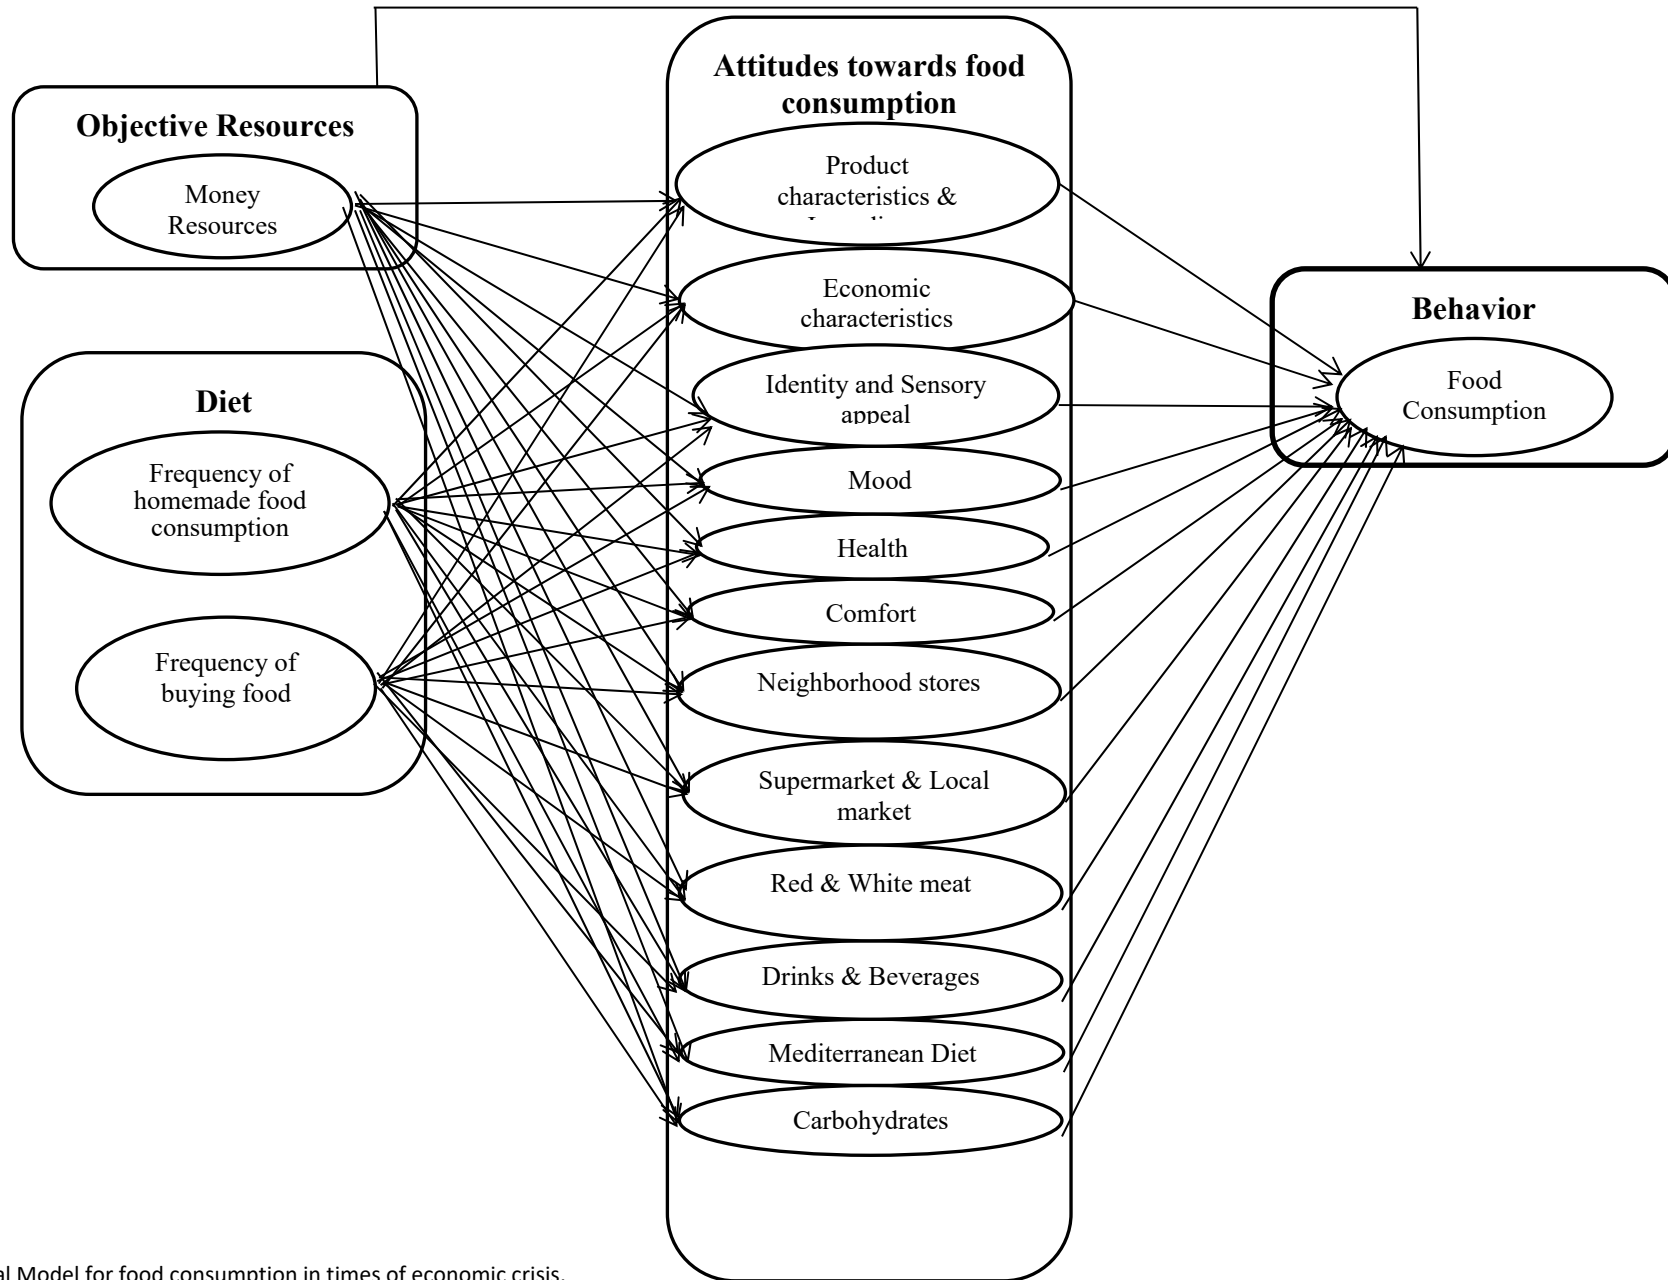 Objective Resources
Money
Resources
Diet
Frequency of
homemade food
consumption
Frequency of
buying food
Attitudes towards food
consumption
Product
characteristics &
Economic
characteristics
Identity and Sensory
appeal
Mood
Health
Comfort
Neighborhood stores
Supermarket & Local
market
Red & White meat
Drinks & Beverages
Mediterranean Diet
Carbohydrates
Behavior
Food
Consumption
al Model for food consumption in times of economic crisis.